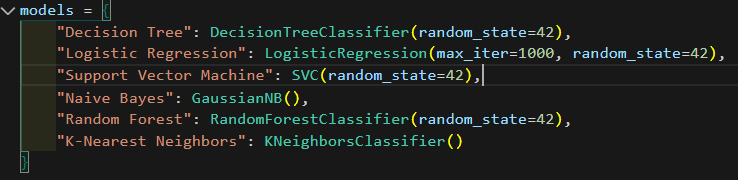 models = {
"Decision Tree": DecisionTreeClassifier(random_state=42),
"Logistic Regression": LogisticRegression(max_iter=1000, random_state=42),
"Support Vector Machine": SVC(random_state=42),
"Naive Bayes": GaussianNB(),
"Random Forest": RandomForestClassifier(random_state=42),
"K-Nearest Neighbors": KNeighborsClassifier()
}